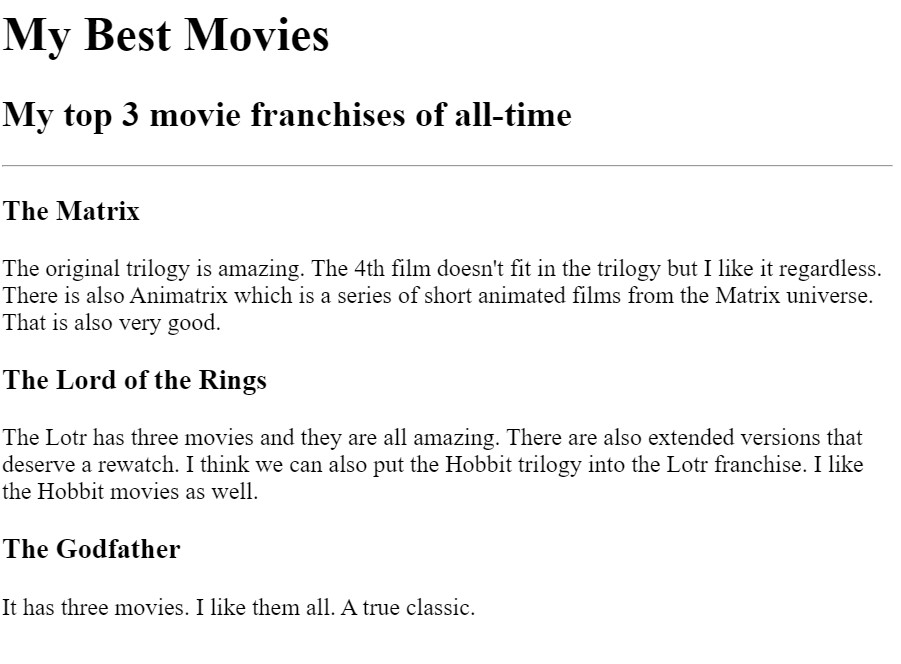 My Best Movies
My top 3 movie franchises of all-time
The Matrix
The original trilogy is amazing. The 4th film doesn't fit in the trilogy but I like it regardless.
There is also Animatrix which is a series of short animated films from the Matrix universe.
That is also very good.
The Lord of the Rings
The Lotr has three movies and they are all amazing. There are also extended versions that
deserve a rewatch. I think we can also put the Hobbit trilogy into the Lotr franchise. I like
the Hobbit movies as well.
The Godfather
It has three movies. I like them all. A true classic.